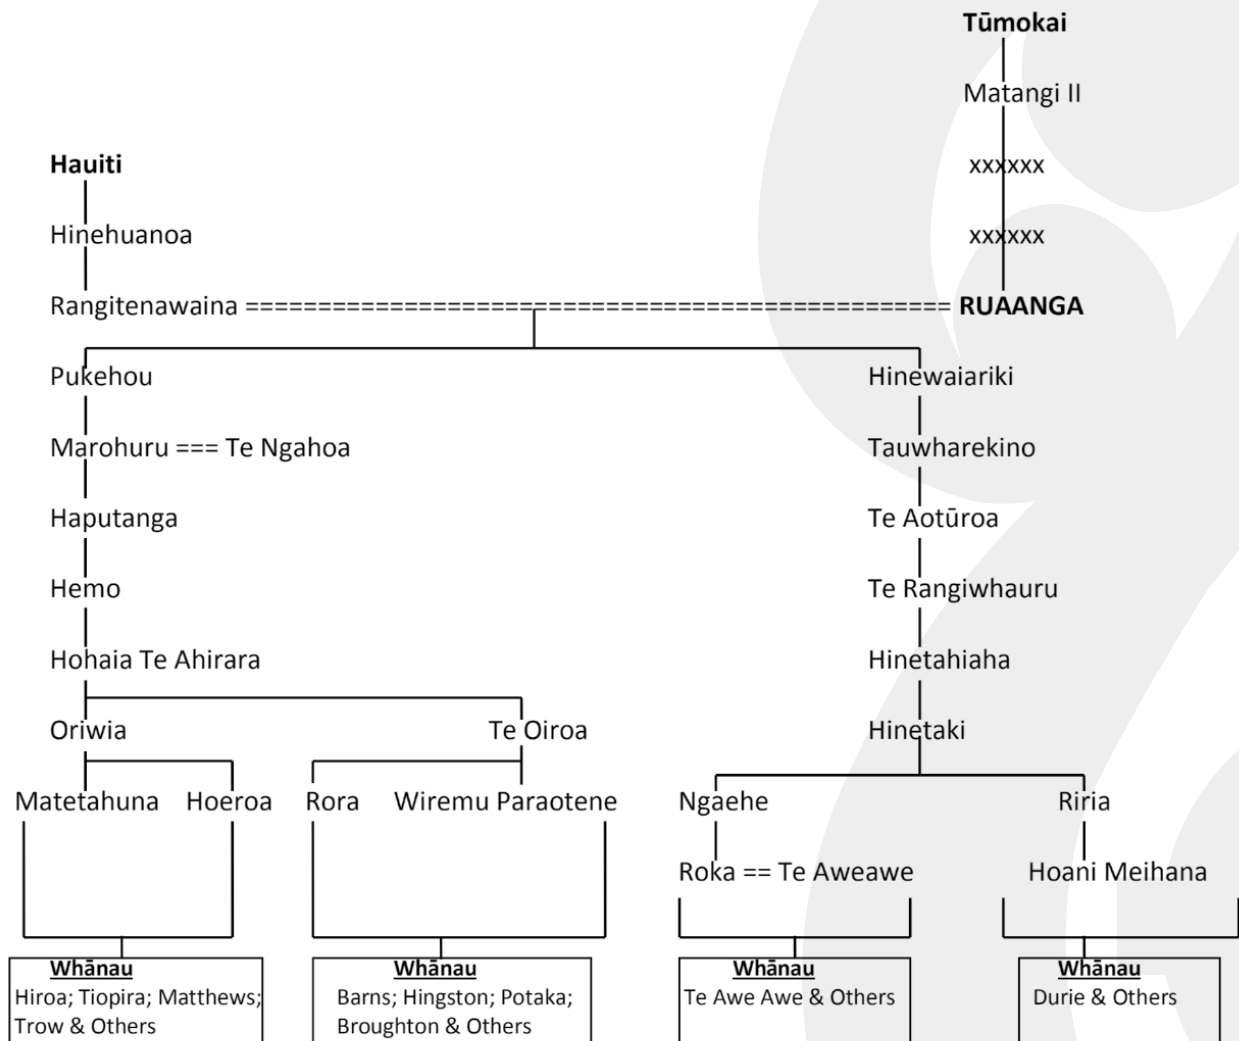 Tūmokai
Matangi II
Hauiti xxxxxx
Hinehuanoa xxxxxx
Rangitenawaina ========================================== RUAANGA
Pukehou Hinewaiariki
Marohuru === Te Ngahoa Tauwharekino
Haputanga Te Aotūroa
Hemo Te Rangiwhauru
Hohaia Te Ahirara Hinetahiaha
Oriwia Te Oiroa Hinetaki
Matetahuna Hoeroa Rora Wiremu Paraotene Ngaehe Riria
Roka == Te Aweawe Hoani Meihana
Whānau
Hiroa; Tiopira; Matthews;
Trow & Others
Whānau
Barns; Hingston; Potaka;
Broughton & Others
Whānau
Te Awe Awe & Others
Whānau
Durie & Others